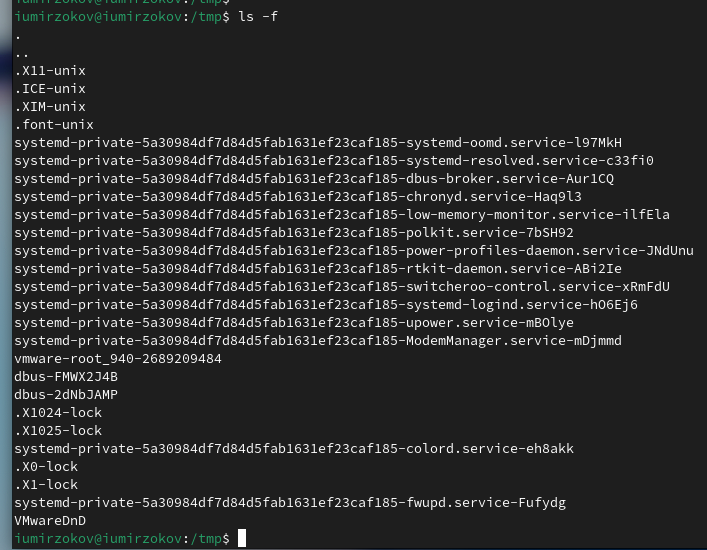 iumirzokov@iumirzokov:/tmp$
iumirzokov@iumirzokov:/tmp$ ls -f
.
..
.X11-unix
.ICE-unix
.XIM-unix
.font-unix
systemd-private-5a30984df7d84d5fab1631ef23caf185-systemd-oomd.service-l97MkH
systemd-private-5a30984df7d84d5fab1631ef23caf185-systemd-resolved.service-c33fi0
systemd-private-5a30984df7d84d5fab1631ef23caf185-dbus-broker.service-Aur1CQ
systemd-private-5a30984df7d84d5fab1631ef23caf185-chronyd.service-Haq9l3
systemd-private-5a30984df7d84d5fab1631ef23caf185-low-memory-monitor.service-ilfEla
systemd-private-5a30984df7d84d5fab1631ef23caf185-polkit.service-7bSH92
systemd-private-5a30984df7d84d5fab1631ef23caf185-power-profiles-daemon.service-JNdUnu
systemd-private-5a30984df7d84d5fab1631ef23caf185-rtkit-daemon.service-ABi2Ie
systemd-private-5a30984df7d84d5fab1631ef23caf185-switcheroo-control.service-xRmFdU
systemd-private-5a30984df7d84d5fab1631ef23caf185-systemd-logind.service-hO6Ej6
systemd-private-5a30984df7d84d5fab1631ef23caf185-upower.service-mBOlye
systemd-private-5a30984df7d84d5fab1631ef23caf185-ModemManager.service-mDjmmd
vmware-root_940-2689209484
dbus-FMWX2J4B
dbus-2dNbJAMP
.X1024-lock
.X1025-lock
systemd-private-5a30984df7d84d5fab1631ef23caf185-colord.service-eh8akk
.X0-lock
.X1-lock
systemd-private-5a30984df7d84d5fab1631ef23caf185-fwupd.service-Fufydg
VMwareDnD
iumirzokov@iumirzokov:/tmp$